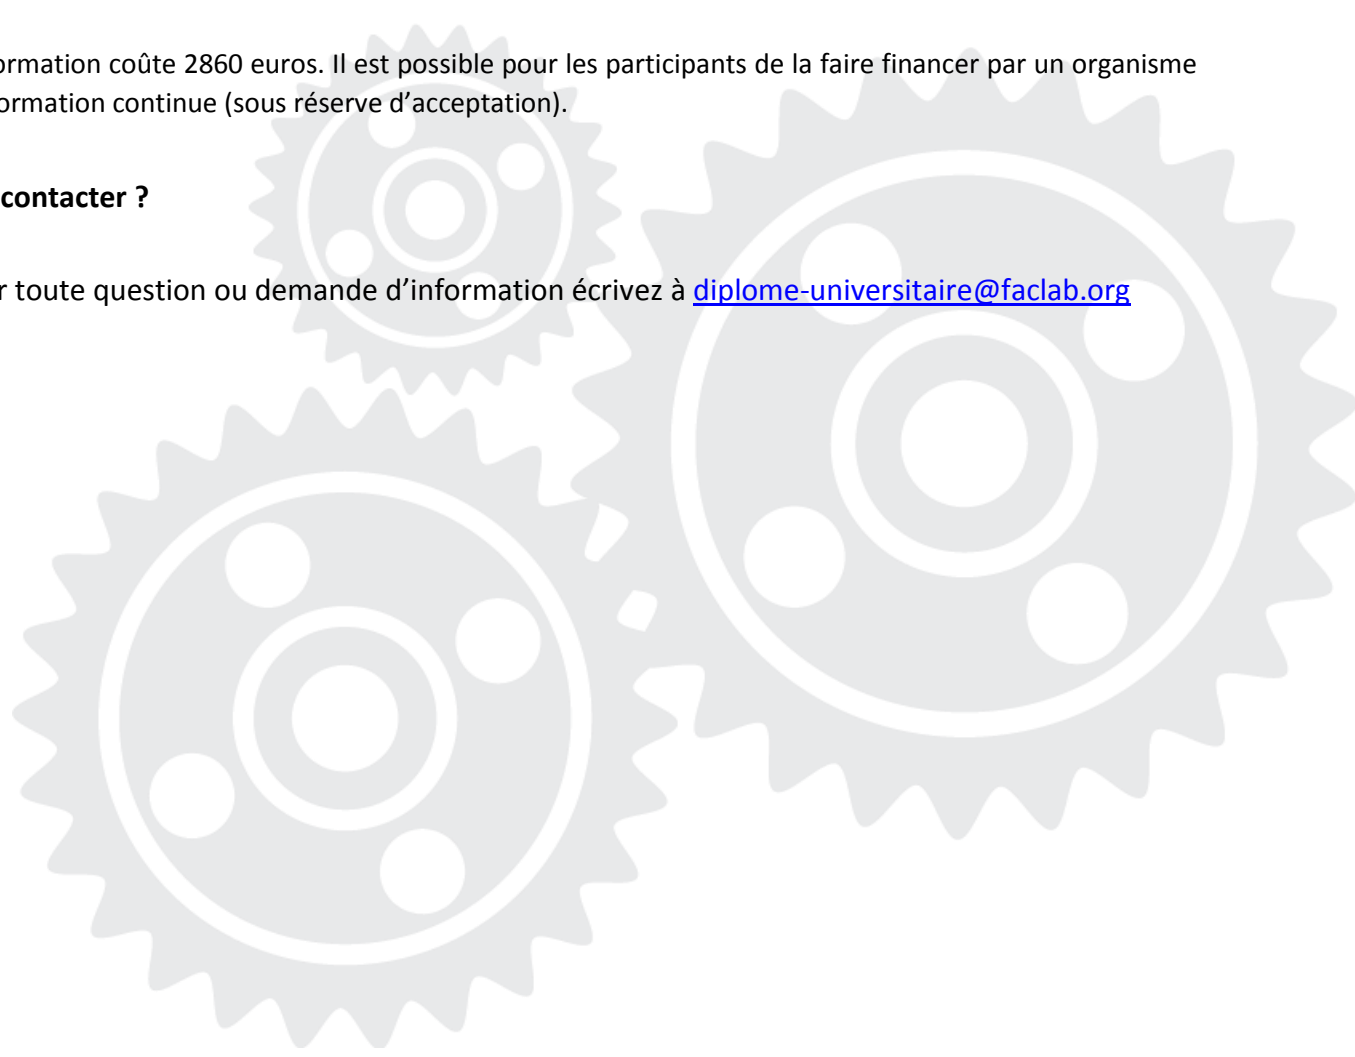 ormation coûte 2860 euros. Il est possible pour les participants de la faire financer par un organisme
ormation continue (sous réserve d’acceptation).
contacter ?
r toute question ou demande d’information écrivez à diplome-universitaire@faclab.org